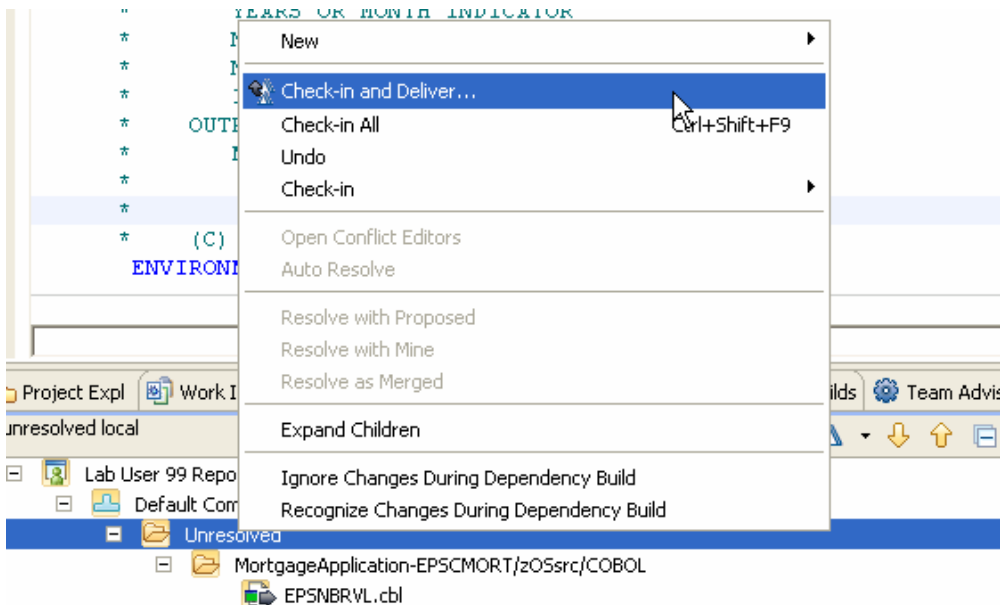 " YEARS OR MONTH INDICATOR
*
*
*
* OUT
*
*
*
* (C)
ENVIRON
New
Check-in and Deliver...
Check-in All Ctrl+Shift+F9
Undo
Check-in
Open Conflict Editors
Auto Resolve
Resolve with Proposed
Resolve with Mine
Resolve as Merged
Expand Children
Ignore Changes During Dependency Build
Recognize Changes During Dependency Build
Project Expl Work I ilds Team Advis
unresolved local
Lab User 99 Repo
Default Com
Unresolved
MortgageApplication-EPSCMORT/zOSsrc/COBOL
EPSNBRVL.cbl